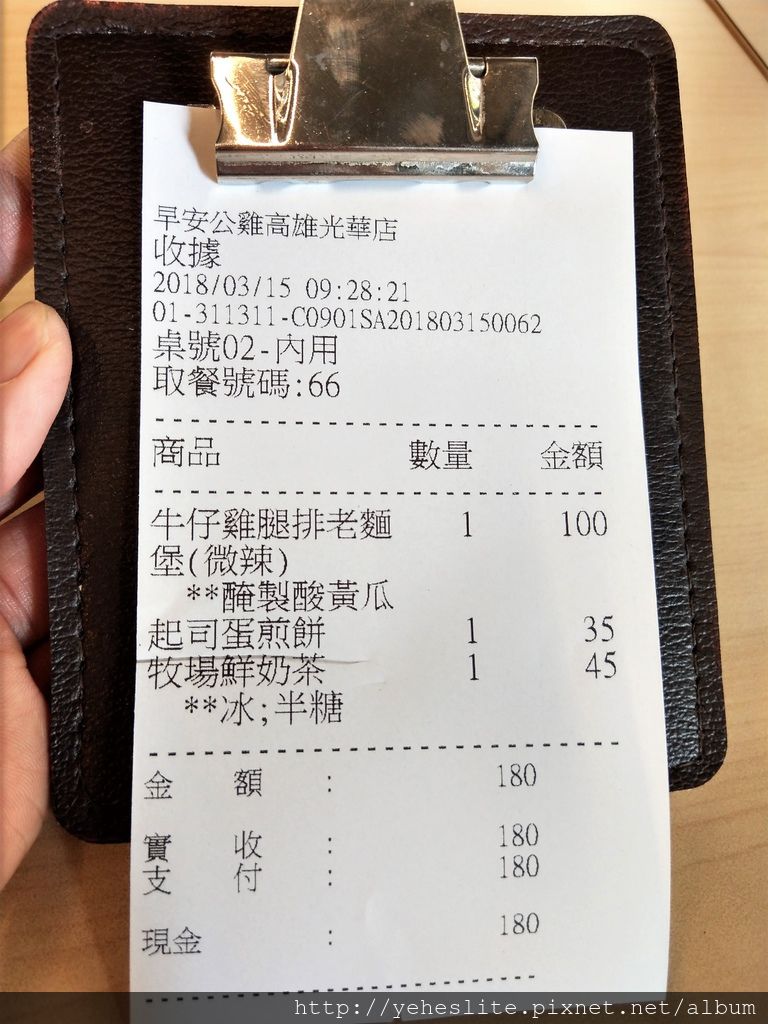 早安公雞高雄光華店
收據
2018/03/15 09:28:21
01-311311-C0901SA201803150062
桌號02-內用
取餐號碼:66
商品 數量 金額
牛仔雞腿排老麵 1 100
堡(微辣)
**醃製酸黃瓜
起司蛋煎餅 1 35
牧場鮮奶茶 1 45
**冰;半糖
金 額 : 180
實 收 : 180
支 付 : 180
現金 : 180
http://yeheslite.pixnet.net/album